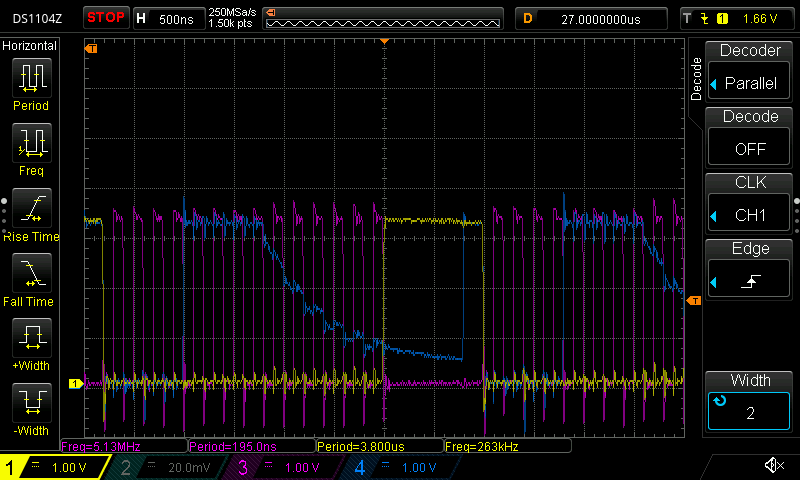 DS1104Z STOP H 500ns 250MSa/s 1.50k pts D 27.0000000us T 1 1.66 V
Horizontal
Period
Freq
Rise Time
Fall Time
+Width
-Width
T
T
1
Freq=5.13MHz Period=195.0ns Period=3.800us Freq=263kHz
Decode
Decoder
Parallel
Decode
OFF
CLK
CH1
Edge
Width
2
1 1.00 V 2 20.0mV 3 1.00 V 4 1.00 V